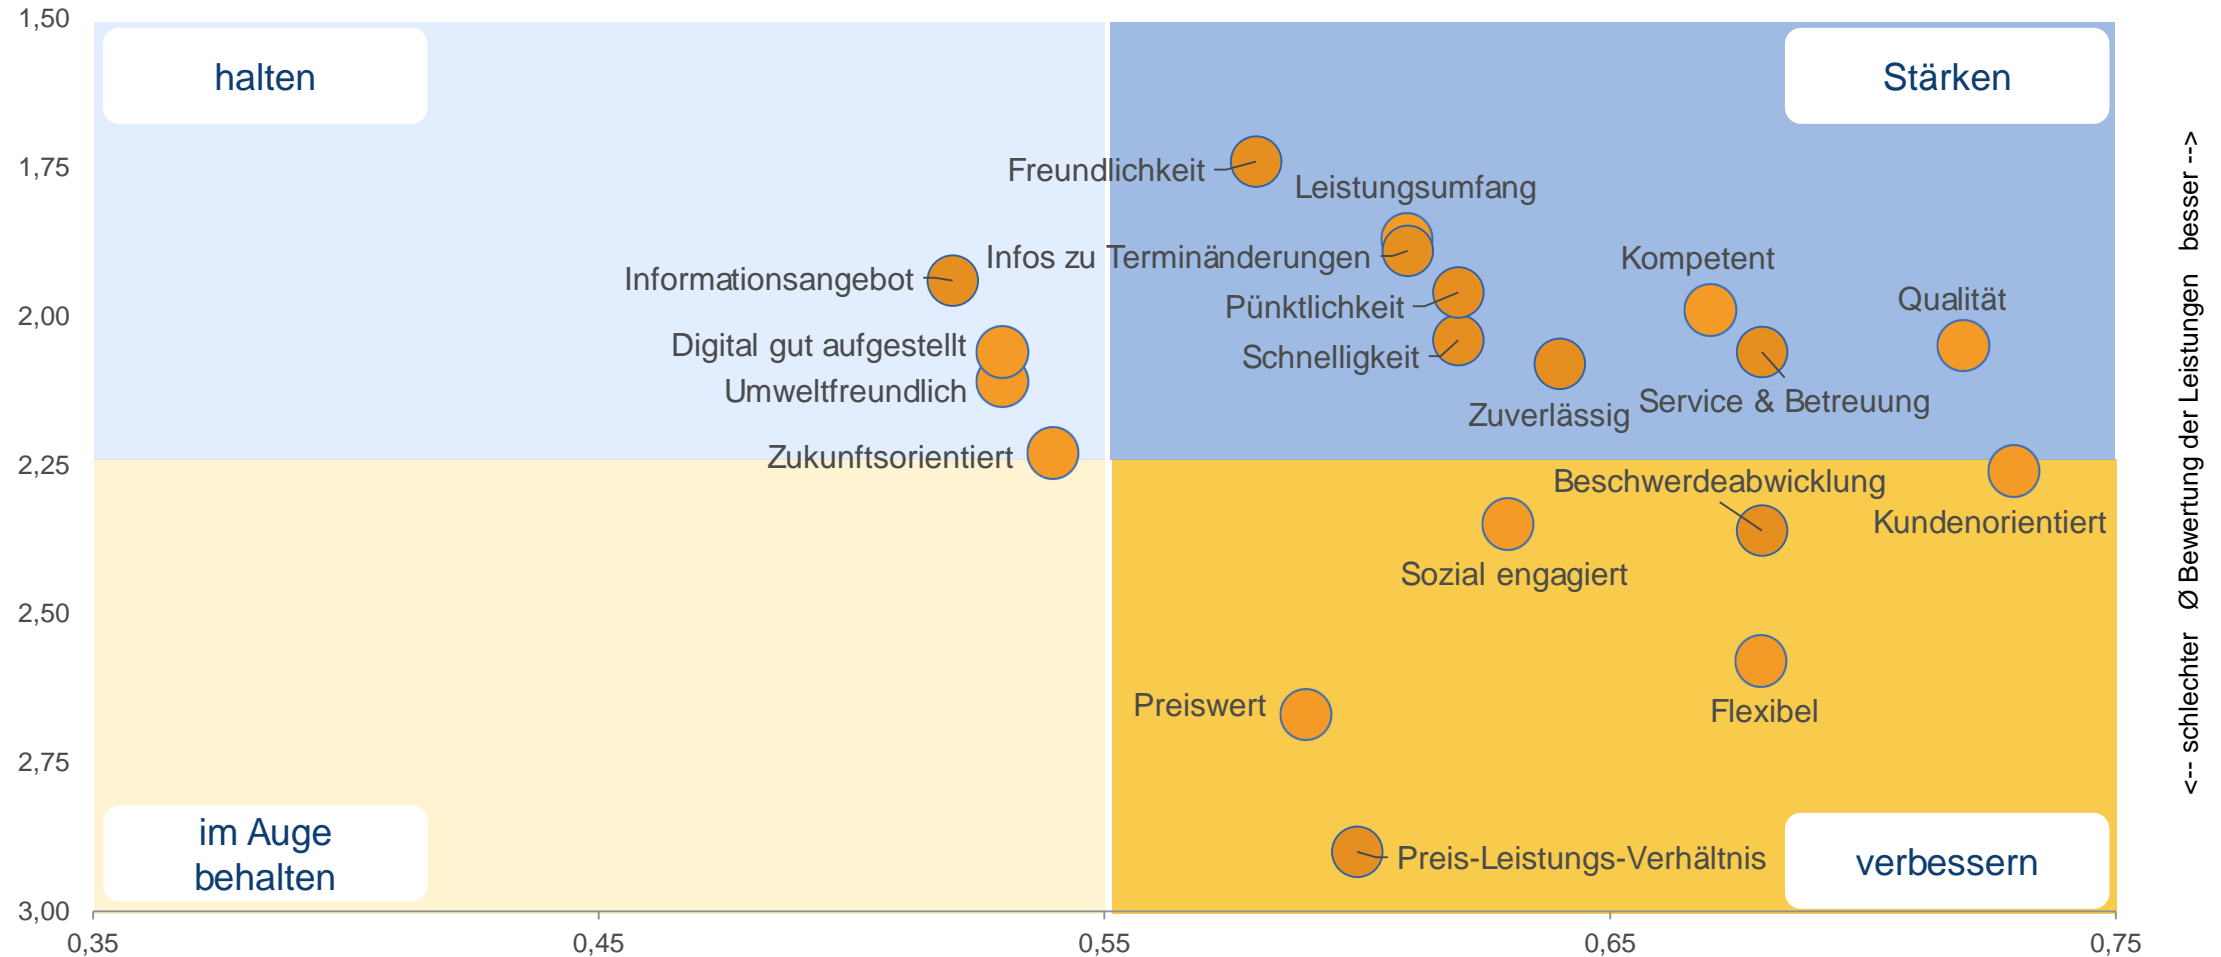 1,50
halten
Stärken
1,75
Freundlichkeit
Leistungsumfang
Infos zu Terminänderungen
Kompetent
Informationsangebot
Qualität
Pünktlichkeit
2,00
Digital gut aufgestellt
Schnelligkeit
Umweltfreundlich
Service & Betreuung
Zuverlässig
Zukunftsorientiert
2,25
Beschwerdeabwicklung
Kundenorientiert
Sozial engagiert
2,50
Preiswert
Flexibel
2,75
im Auge
behalten
Preis-Leistungs-Verhältnis
verbessern
3,00
0,35
0,45
0,55
0,65
0,75
<-- schlechter Ø Bewertung der Leistungen besser -->